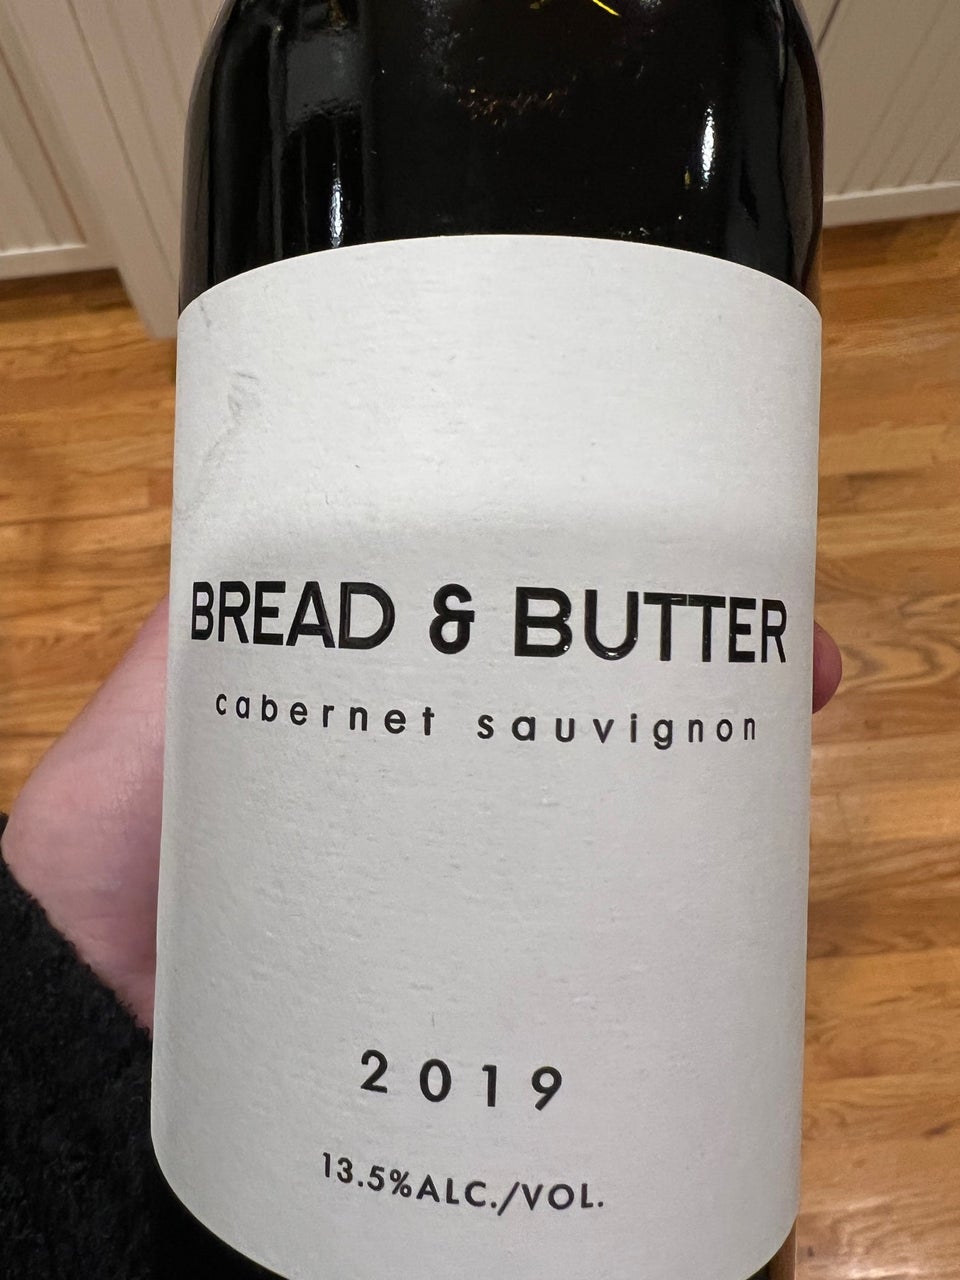 BREAD & BUTTER
cabernet sauvignon
2019
13.5%ALC./VOL.